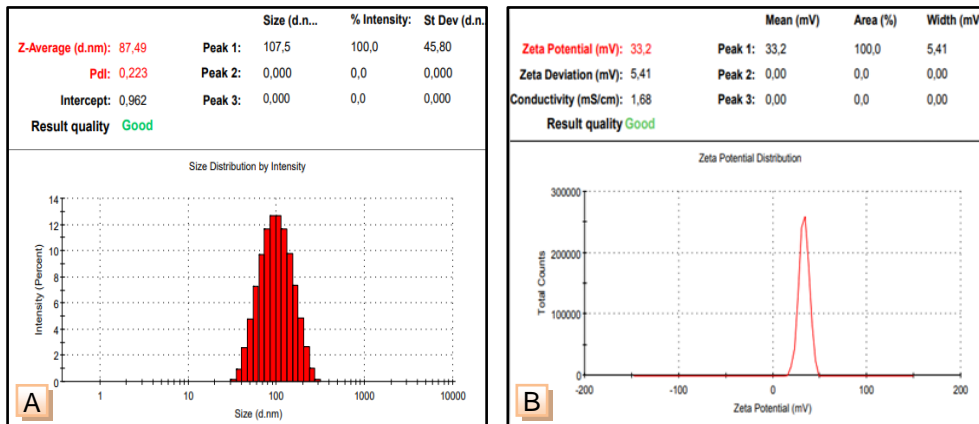 Size (d.n... % Intensity: St Dev (d.n.
Z-Average (d.nm): 87,49 Peak 1: 107,5 100,0 45,80
PdI: 0,223 Peak 2: 0,000 0,0 0,000
Intercept: 0,962 Peak 3: 0,000 0,0 0,000
Result quality Good
Size Distribution by Intensity
Intensity (Percent)
14
12
10
8
6
4
2
0
1 10 100 1000 10000
Size (d.nm)
A
Mean (mV) Area (%) Width (mV)
Zeta Potential (mV): 33,2 Peak 1: 33,2 100,0 5,41
Zeta Deviation (mV): 5,41 Peak 2: 0,00 0,0 0,00
Conductivity (mS/cm): 1,68 Peak 3: 0,00 0,0 0,00
Result quality Good
Zeta Potential Distribution
Total Counts
300000
200000
100000
0
-200 -100 0 100 200
Zeta Potential (mV)
B